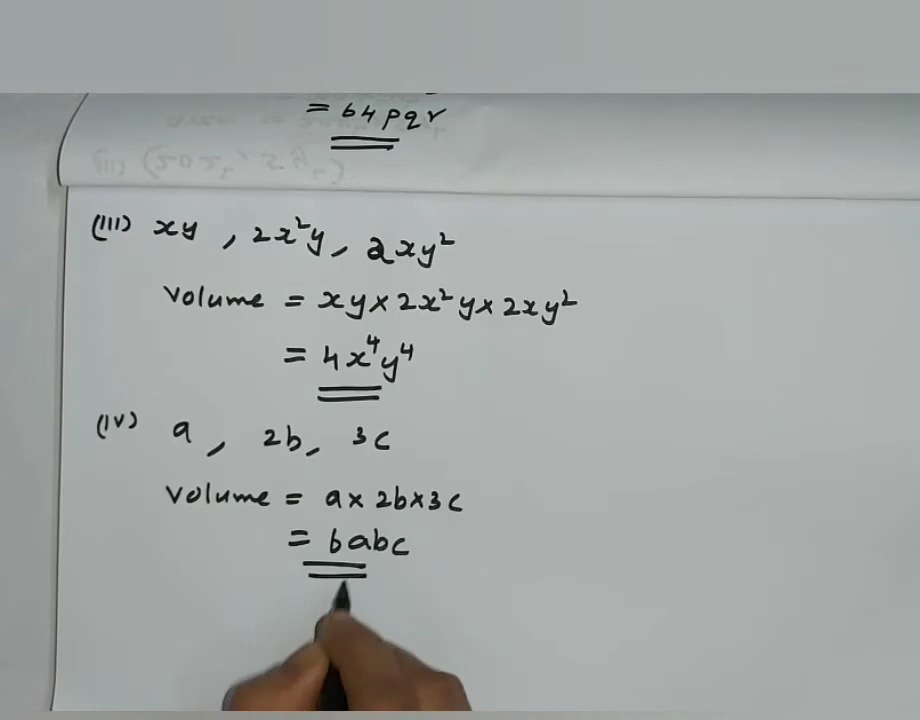 = 64pqr
(III) xy, 2x²y, 2xy²
Volume = xy × 2x²y × 2xy²
= 4x⁴y⁴
(IV) a, 2b, 3c
Volume = a × 2b × 3c
= 6abc